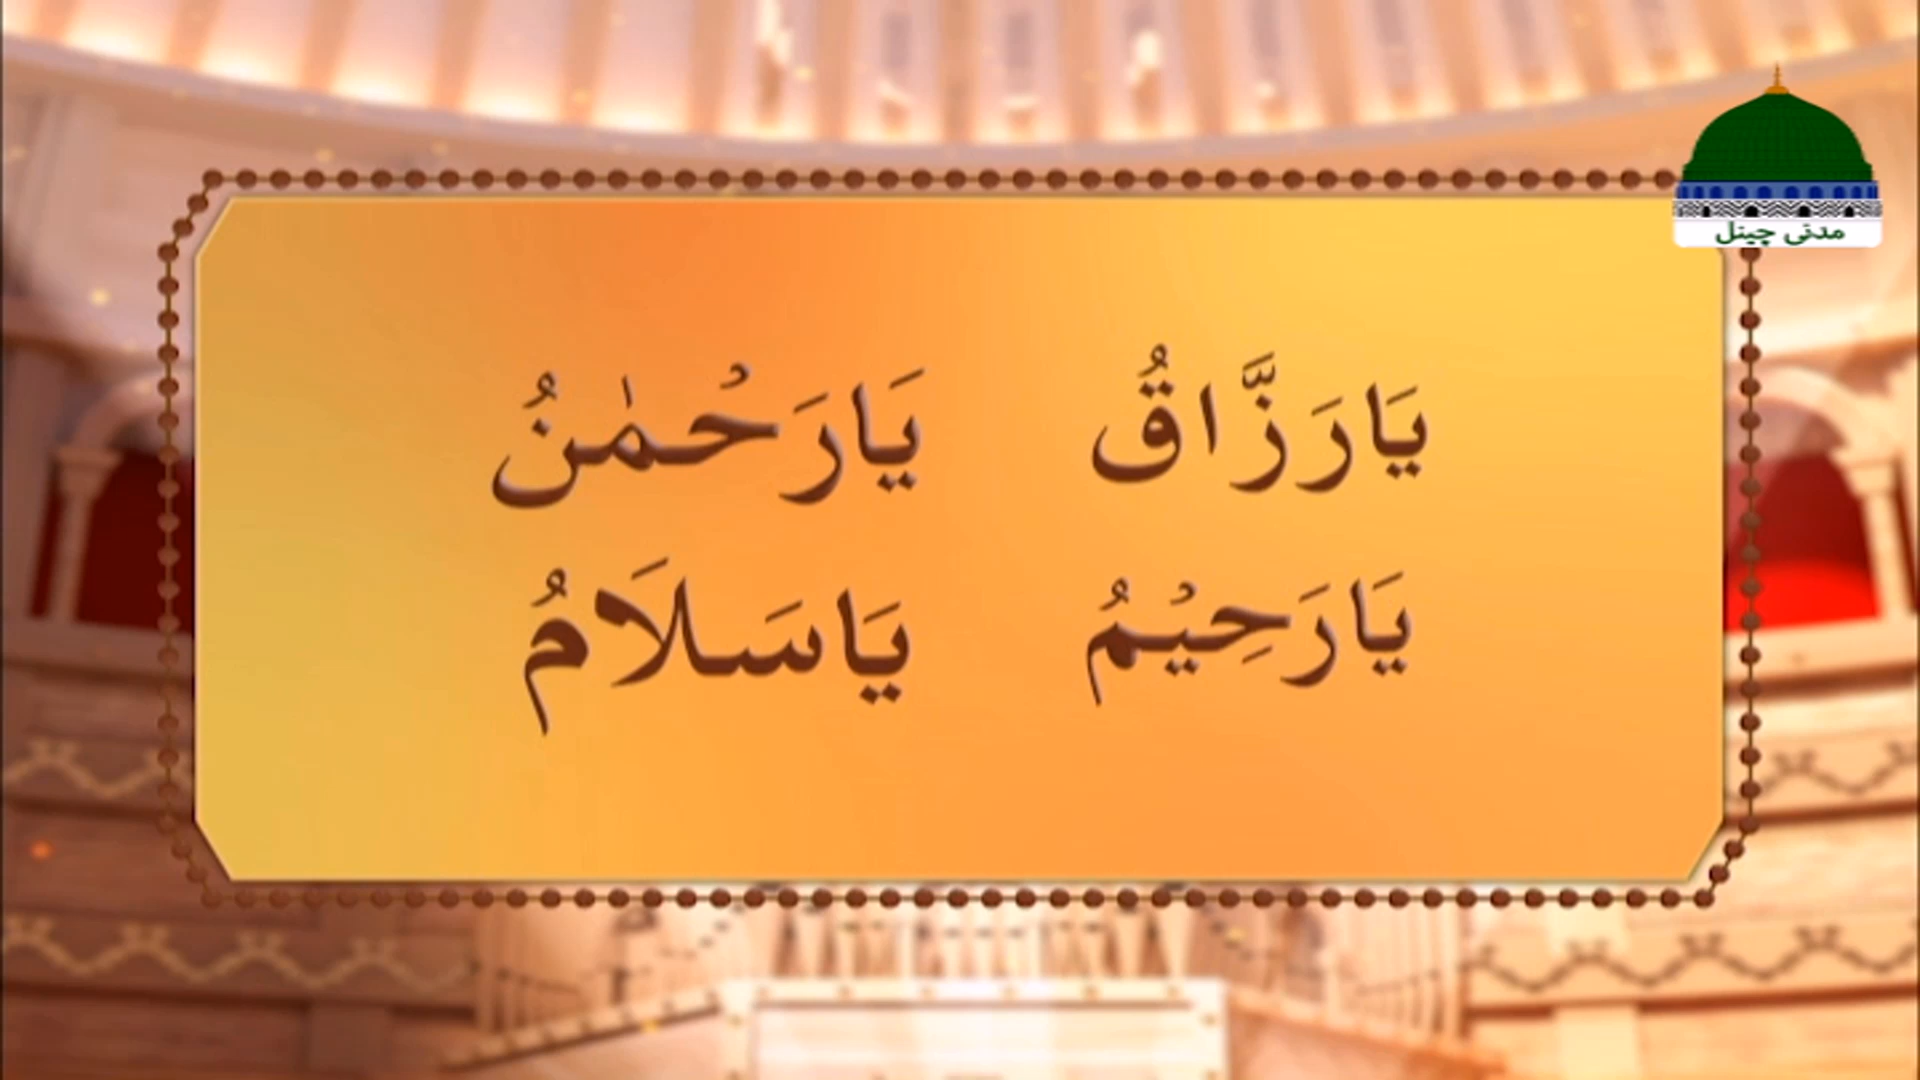 مدنی چینل
یَارَزَّاقُ یَارَحْمٰنُ
یَارَحِیْمُ یَاسَلَامُ